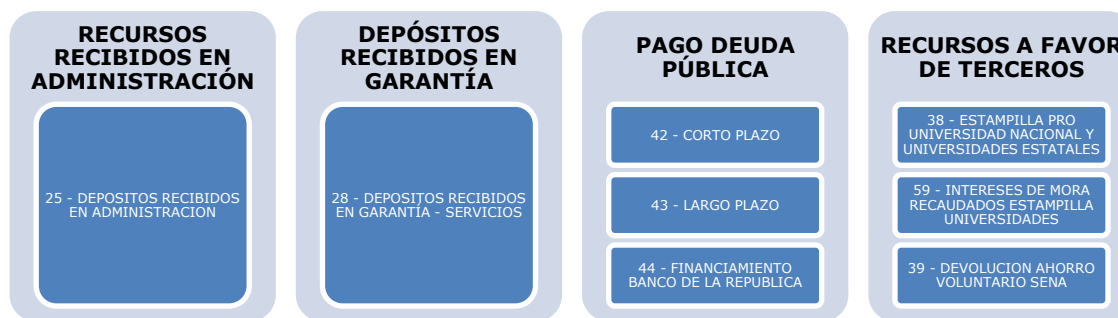 RECURSOS
RECIBIDOS EN
ADMINISTRACIÓN
25 - DEPOSITOS RECIBIDOS
EN ADMINISTRACION
DEPÓSITOS
RECIBIDOS EN
GARANTÍA
28 - DEPOSITOS RECIBIDOS
EN GARANTÍA - SERVICIOS
PAGO DEUDA
PÚBLICA
42 - CORTO PLAZO
43 - LARGO PLAZO
44 - FINANCIAMIENTO
BANCO DE LA REPUBLICA
RECURSOS A FAVOR
DE TERCEROS
38 - ESTAMPILLA PRO
UNIVERSIDAD NACIONAL Y
UNIVERSIDADES ESTATALES
59 - INTERESES DE MORA
RECAUDADOS ESTAMPILLA
UNIVERSIDADES
39 - DEVOLUCION AHORRO
VOLUNTARIO SENA